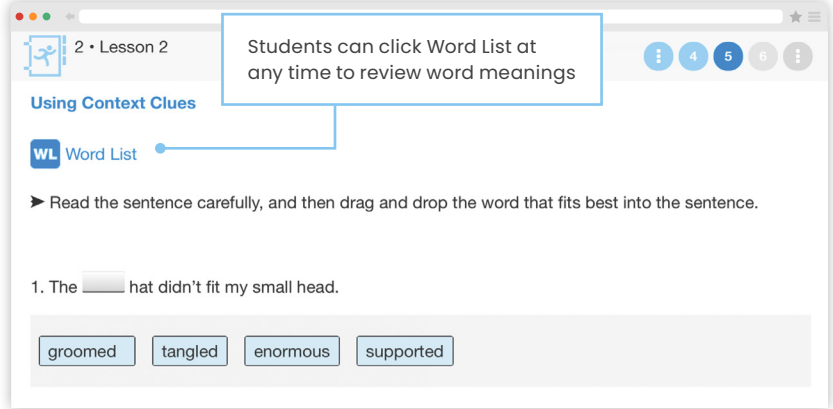 2 • Lesson 2
Students can click Word List at
any time to review word meanings
4 5 6
Using Context Clues
WL Word List
➤ Read the sentence carefully, and then drag and drop the word that fits best into the sentence.
1. The ____ hat didn’t fit my small head.
groomed tangled enormous supported